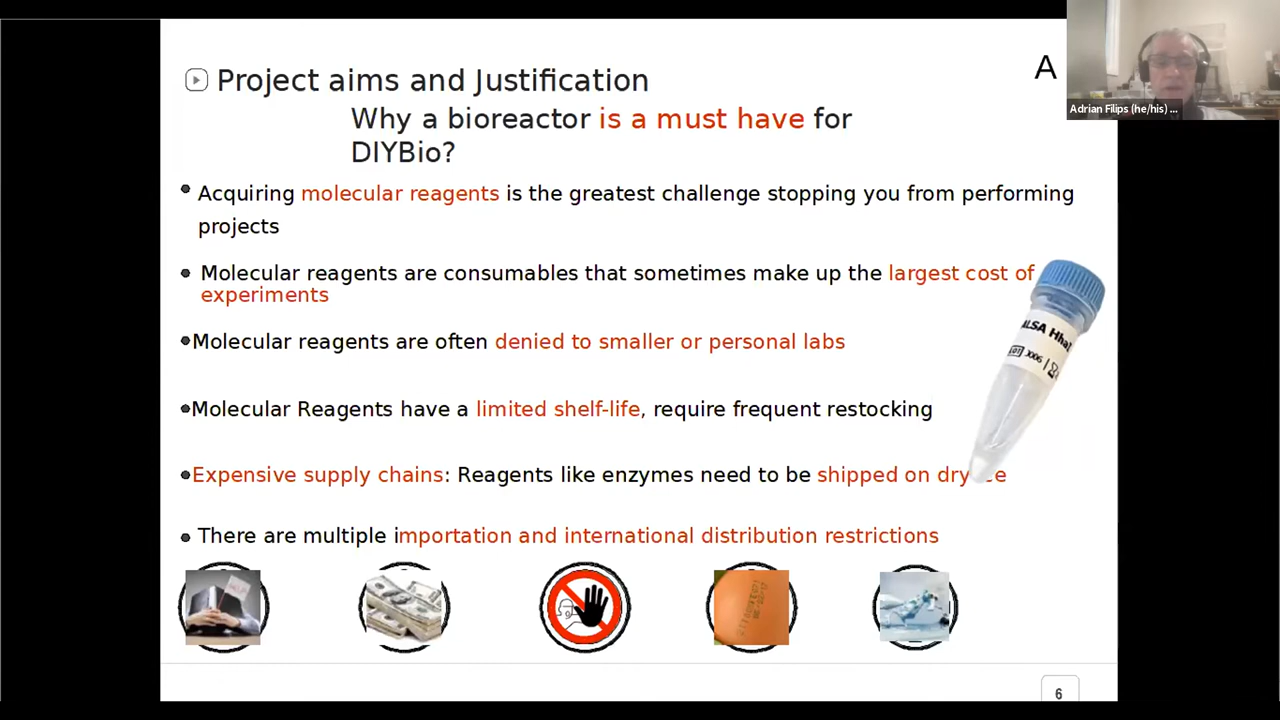 A
Project aims and Justification
Adrian Filips (he/his) ...
Why a bioreactor is a must have for
DIYBio?
Acquiring molecular reagents is the greatest challenge stopping you from performing
projects
Molecular reagents are consumables that sometimes make up the largest cost of
experiments
Molecular reagents are often denied to smaller or personal labs
ALSA HhaI
LOT X006
Molecular Reagents have a limited shelf-life, require frequent restocking
Expensive supply chains: Reagents like enzymes need to be shipped on dry
There are multiple importation and international distribution restrictions
6